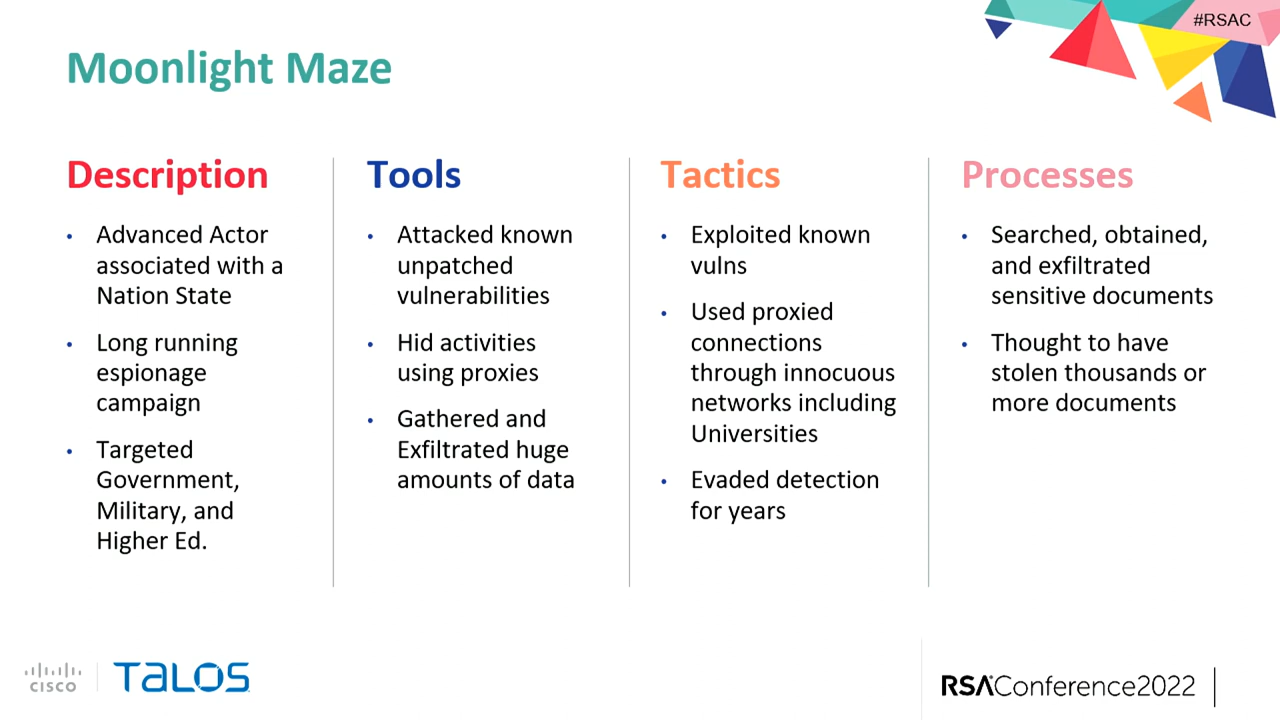 #RSAC
Moonlight Maze
Description
• Advanced Actor
associated with a
Nation State
• Long running
espionage
campaign
• Targeted
Government,
Military, and
Higher Ed.
Tools
• Attacked known
unpatched
vulnerabilities
• Hid activities
using proxies
• Gathered and
Exfiltrated huge
amounts of data
Tactics
• Exploited known
vulns
• Used proxied
connections
through innocuous
networks including
Universities
• Evaded detection
for years
Processes
• Searched, obtained,
and exfiltrated
sensitive documents
• Thought to have
stolen thousands or
more documents
CISCO
TALOS
RSAConference2022